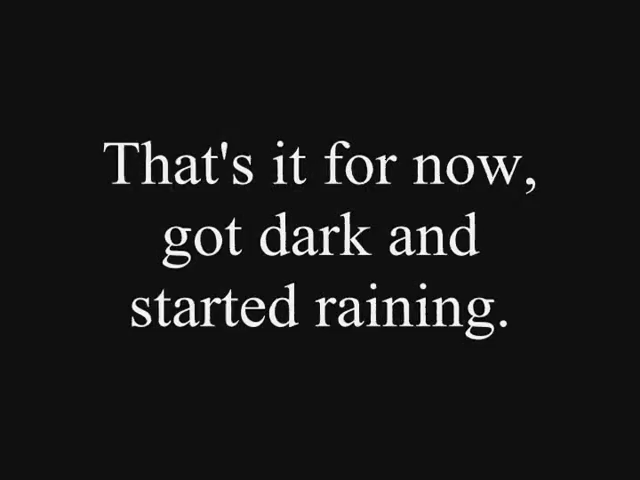 That's it for now,
got dark and
started raining.